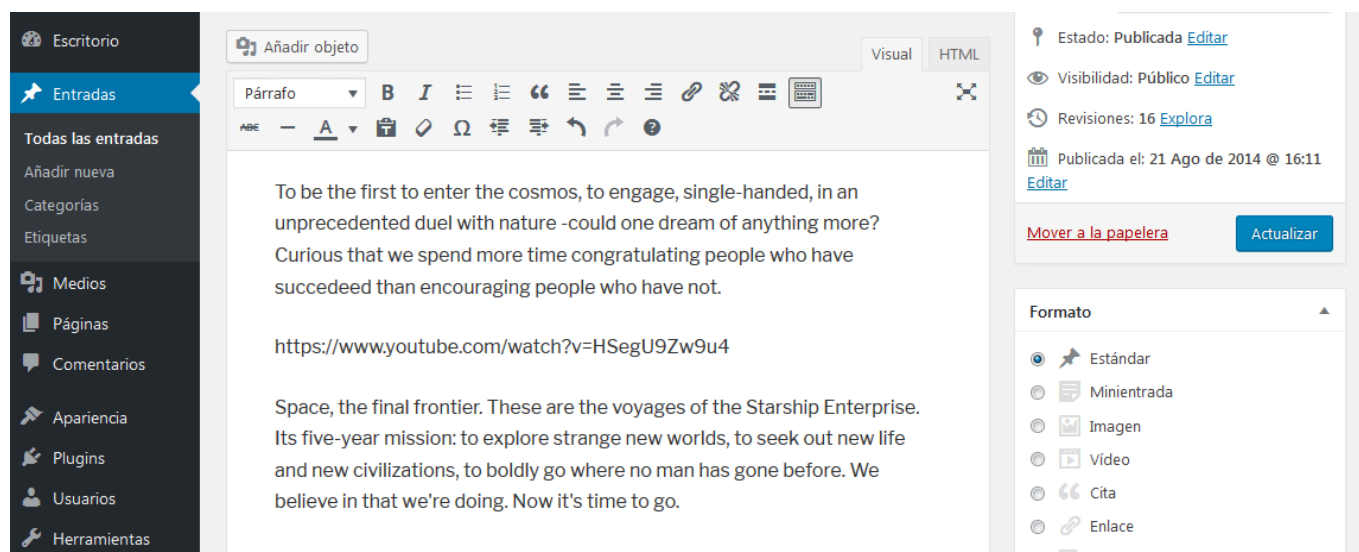 Escritorio
Entradas
Todas las entradas
Añadir nueva
Categorías
Etiquetas
Medios
Páginas
Comentarios
Apariencia
Plugins
Usuarios
Herramientas
Añadir objeto
Visual
HTML
Párrafo
B I
ABE A Ω
To be the first to enter the cosmos, to engage, single-handed, in an
unprecedented duel with nature -could one dream of anything more?
Curious that we spend more time congratulating people who have
succedeed than encouraging people who have not.
https://www.youtube.com/watch?v=HSegU9Zw9u4
Space, the final frontier. These are the voyages of the Starship Enterprise.
Its five-year mission: to explore strange new worlds, to seek out new life
and new civilizations, to boldly go where no man has gone before. We
believe in that we're doing. Now it's time to go.
Estado: Publicada Editar
Visibilidad: Público Editar
Revisiones: 16 Explora
Publicada el: 21 Ago de 2014 @ 16:11
Editar
Mover a la papelera
Actualizar
Formato
Estándar
Minientrada
Imagen
Vídeo
Cita
Enlace